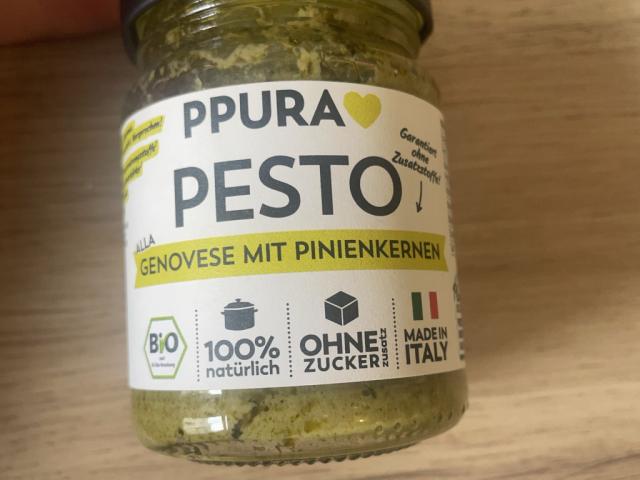 PPURA
PESTO
Garantiert
ohne
Zusatzstoffe!
ALLA
GENOVESE MIT PINIENKERNEN
BiO
100%
natürlich
OHNE
ZUCKER zusatz
MADE IN
ITALY